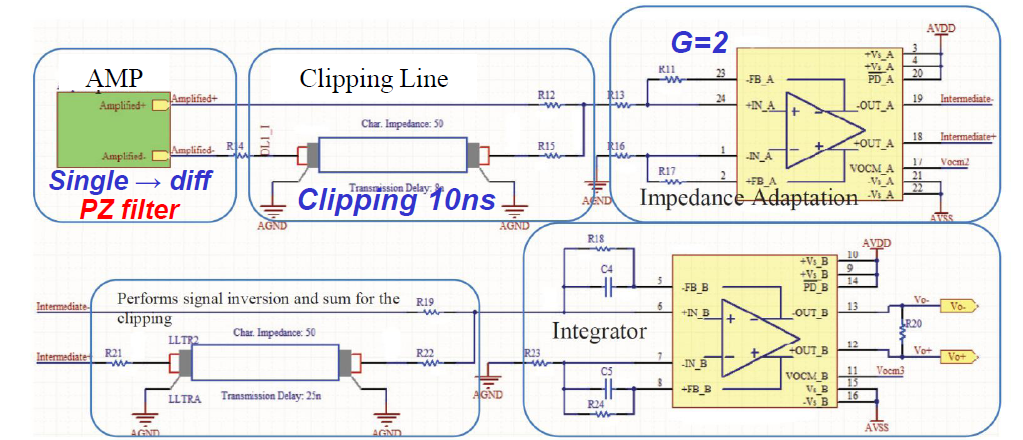 G=2
AMP
Clipping Line
Amplified+
Amplified+
Amplified-
Amplified-
Single → diff
PZ filter
R14
Char. Impedance: 50
Clipping 10ns
AGND
AGND
R12
R15
R13
R16
R11
R17
AGND
23
24
1
2
-FB_A
+IN_A
-IN_A
+FB_A
+Vs_A
+Vs_A
PD_A
-OUT_A
+OUT_A
VOCM_A
-Vs_A
-Vs_A
3
4
20
19
18
17
21
22
AVDD
Intermediate-
Intermediate+
Vocm2
AVSS
Impedance Adaptation
Performs signal inversion and sum for the
clipping
Intermediate-
Intermediate+
R21
LLTR2
LLTRA
Char. Impedance: 50
Transmission Delay: 25n
AGND
AGND
R19
R22
R23
AGND
Integrator
R18
C4
C5
R24
5
6
7
8
-FB_B
+IN_B
-IN_B
+FB_B
+Vs_B
+Vs_B
PD_B
-OUT_B
+OUT_B
VOCM_B
Vs_B
-Vs_B
10
9
14
13
12
11
15
16
AVDD
Vo-
Vo-
R20
Vo+
Vo+
Vocm3
AVSS